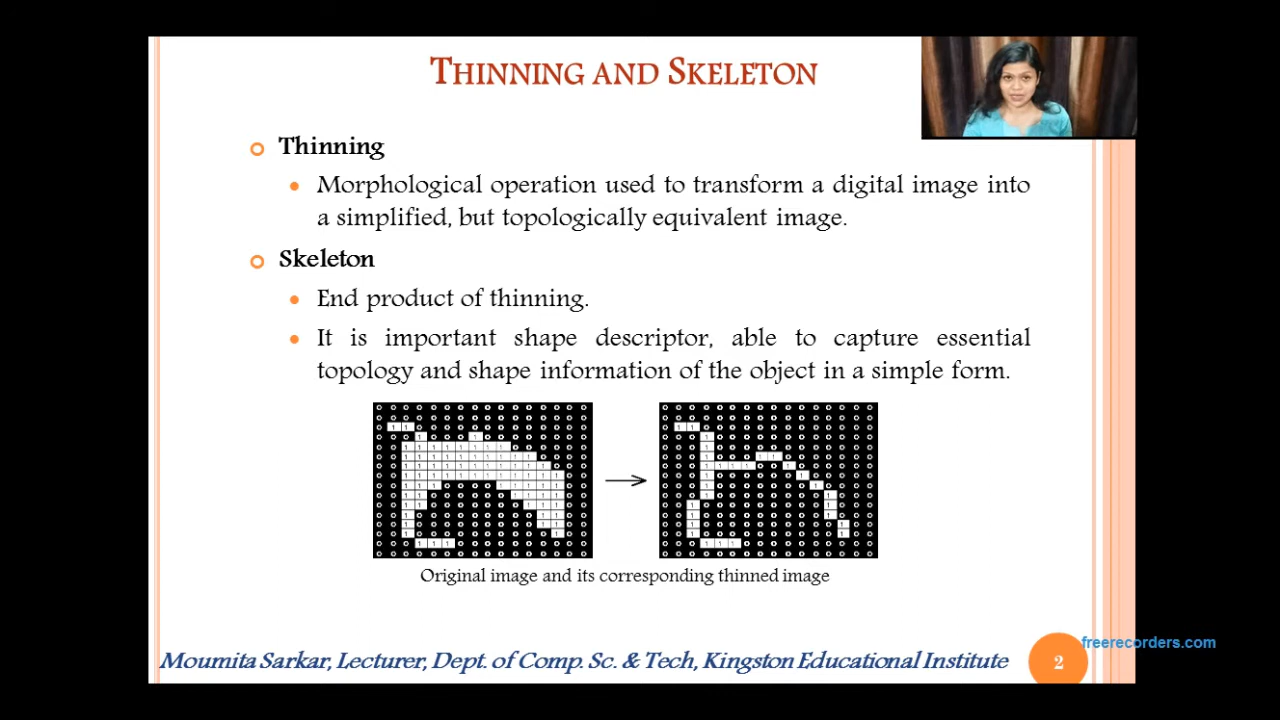 THINNING AND SKELETON
Thinning
Morphological operation used to transform a digital image into
a simplified, but topologically equivalent image.
Skeleton
End product of thinning.
It is important shape descriptor, able to capture essential
topology and shape information of the object in a simple form.
Original image and its corresponding thinned image
Moumita Sarkar, Lecturer, Dept. of Comp. Sc. & Tech, Kingston Educational Institute
2
freerecorders.com